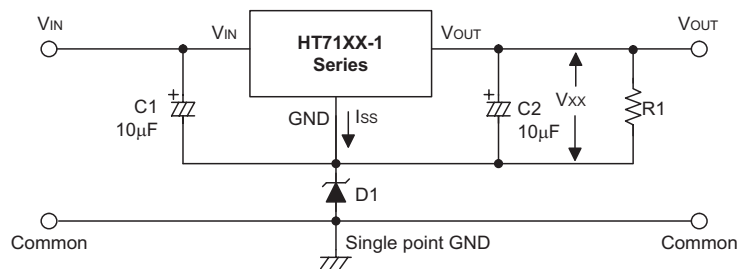 VIN
VIN
HT71XX-1
Series
VOUT
VOUT
C1
10µF
GND
ISS
C2
10µF
VXX
R1
D1
Common
Single point GND
Common